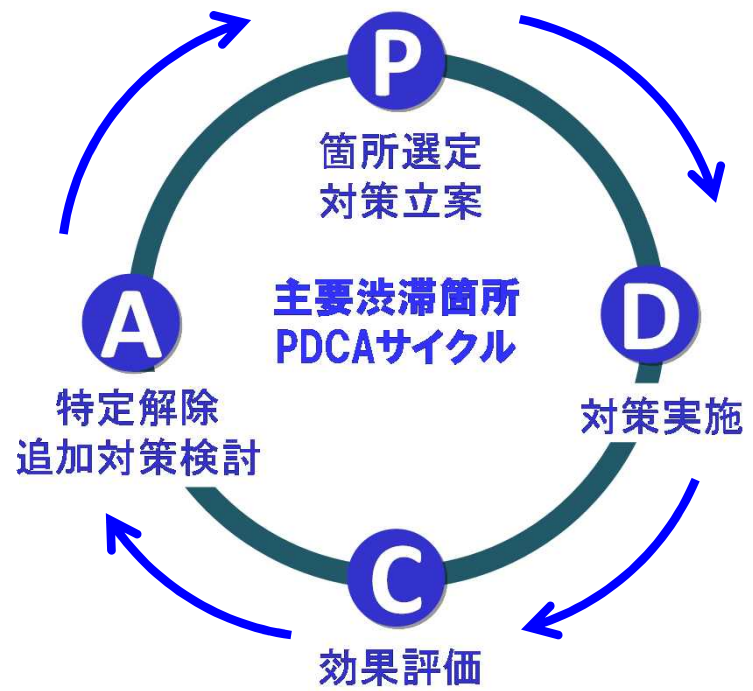 P
箇所選定
対策立案
主要渋滞箇所
PDCAサイクル
A
特定解除
追加対策検討
D
対策実施
C
効果評価